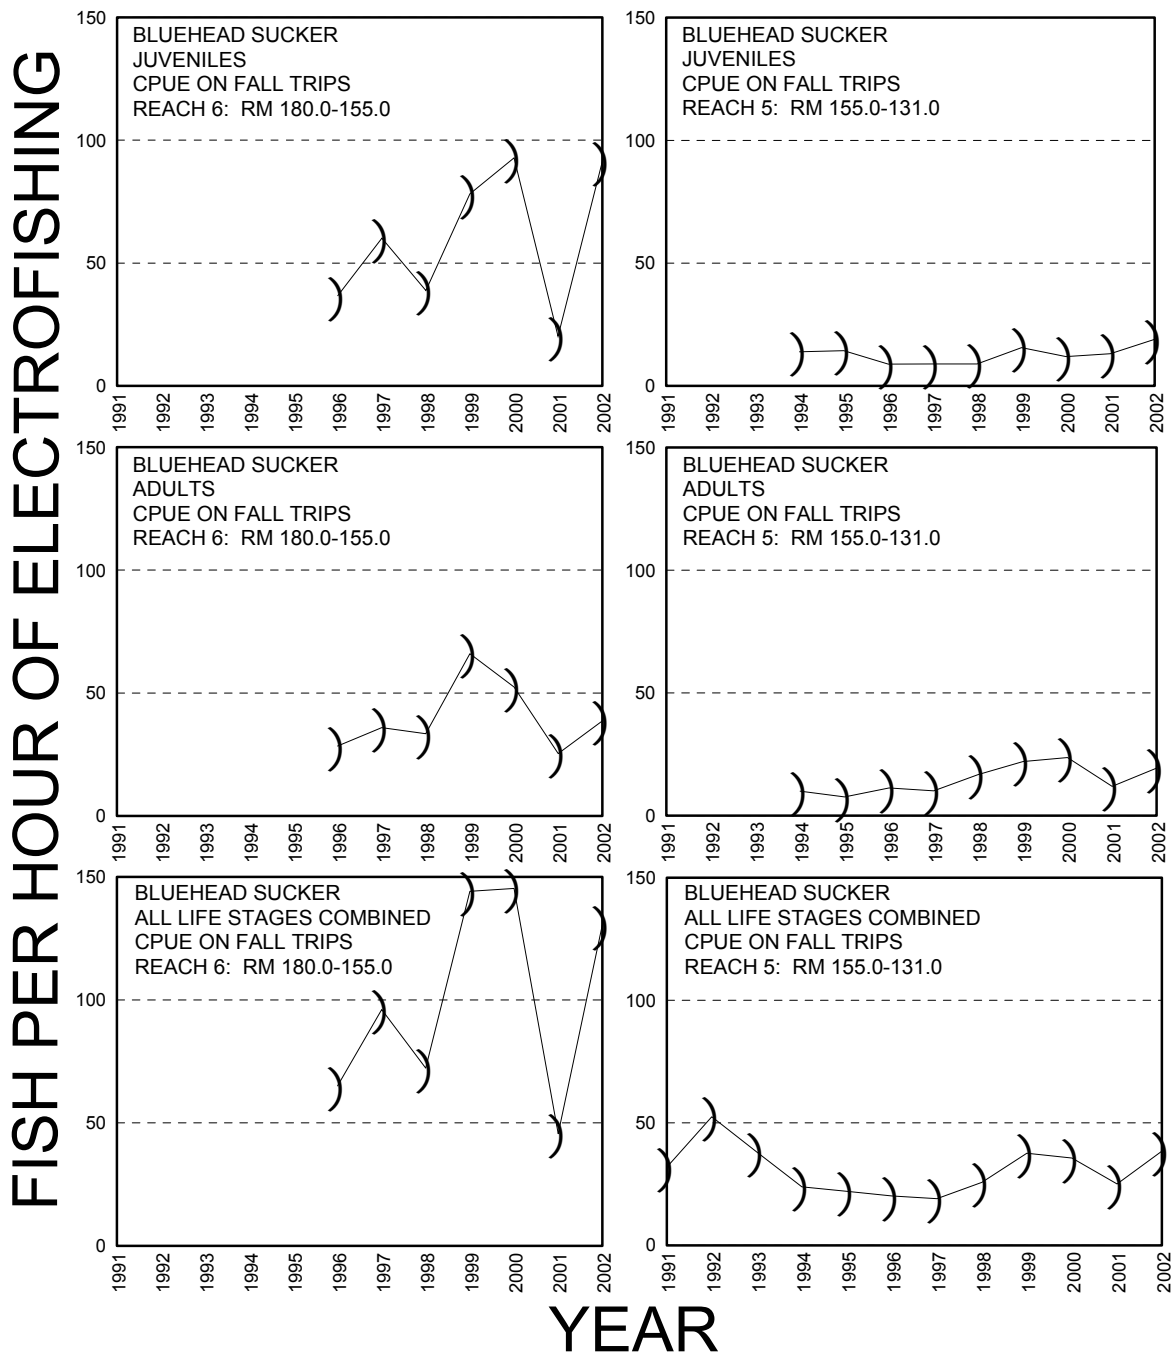 FISH PER HOUR OF ELECTROFISHING
BLUEHEAD SUCKER
JUVENILES
CPUE ON FALL TRIPS
REACH 6: RM 180.0-155.0
150
100
50
0
1991 1992 1993 1994 1995 1996 1997 1998 1999 2000 2001 2002
BLUEHEAD SUCKER
JUVENILES
CPUE ON FALL TRIPS
REACH 5: RM 155.0-131.0
150
100
50
0
1991 1992 1993 1994 1995 1996 1997 1998 1999 2000 2001 2002
BLUEHEAD SUCKER
ADULTS
CPUE ON FALL TRIPS
REACH 6: RM 180.0-155.0
150
100
50
0
1991 1992 1993 1994 1995 1996 1997 1998 1999 2000 2001 2002
BLUEHEAD SUCKER
ADULTS
CPUE ON FALL TRIPS
REACH 5: RM 155.0-131.0
150
100
50
0
1991 1992 1993 1994 1995 1996 1997 1998 1999 2000 2001 2002
BLUEHEAD SUCKER
ALL LIFE STAGES COMBINED
CPUE ON FALL TRIPS
REACH 6: RM 180.0-155.0
150
100
50
0
1991 1992 1993 1994 1995 1996 1997 1998 1999 2000 2001 2002
BLUEHEAD SUCKER
ALL LIFE STAGES COMBINED
CPUE ON FALL TRIPS
REACH 5: RM 155.0-131.0
150
100
50
0
1991 1992 1993 1994 1995 1996 1997 1998 1999 2000 2001 2002
YEAR